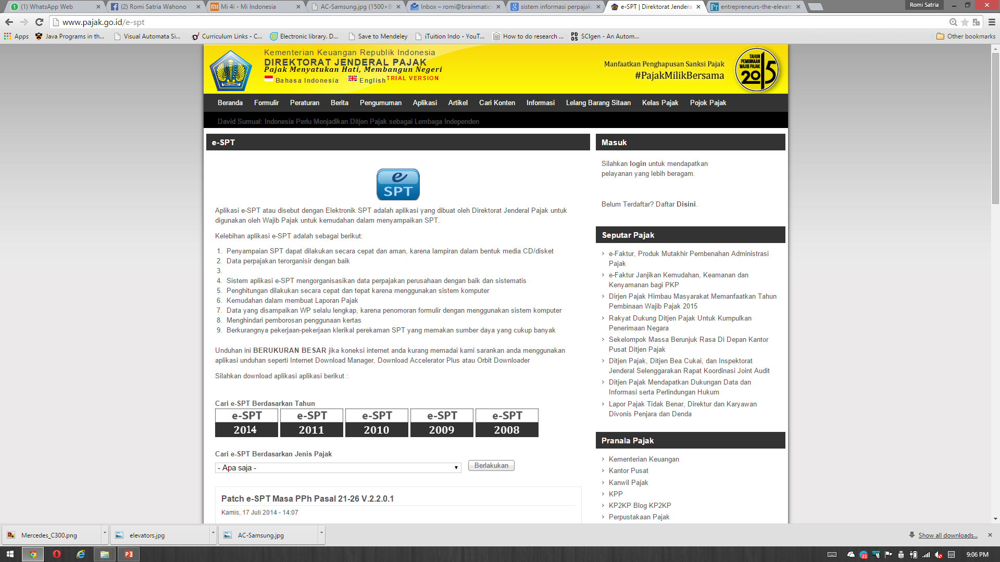 (1) WhatsApp Web
(2) Romi Satria Wahono
Mi 4i - Mi Indonesia
AC-Samsung.jpg (1500×8
Inbox – romi@brainmatics
sistem informasi perpajak
e-SPT | Direktorat Jendera
entrepreneurs-the-elevato
Romi Satria
www.pajak.go.id/e-spt
Apps
Java Programs in th...
Visual Automata Si...
Curriculum Links - C...
Electronic library. D...
Save to Mendeley
iTuition Indo - YouT...
How to do research ...
SCIgen - An Autom...
Other bookmarks
Kementerian Keuangan Republik Indonesia
DIREKTORAT JENDERAL PAJAK
Pajak Menyatukan Hati, Membangun Negeri
Bahasa Indonesia
English TRIAL VERSION
Manfaatkan Penghapusan Sanksi Pajak
#PajakMilikBersama
TAHUN
PEMBINAAN
WAJIB PAJAK
2015
Beranda
Formulir
Peraturan
Berita
Pengumuman
Aplikasi
Artikel
Cari Konten
Informasi
Lelang Barang Sitaan
Kelas Pajak
Pojok Pajak
David Sumual: Indonesia Perlu Menjadikan Ditjen Pajak sebagai Lembaga Independen
e-SPT
e
SPT
Aplikasi e-SPT atau disebut dengan Elektronik SPT adalah aplikasi yang dibuat oleh Direktorat Jenderal Pajak untuk
digunakan oleh Wajib Pajak untuk kemudahan dalam menyampaikan SPT.
Kelebihan aplikasi e-SPT adalah sebagai berikut:
1. Penyampaian SPT dapat dilakukan secara cepat dan aman, karena lampiran dalam bentuk media CD/disket
2. Data perpajakan terorganisir dengan baik
3.
4. Sistem aplikasi e-SPT mengorganisasikan data perpajakan perusahaan dengan baik dan sistematis
5. Penghitungan dilakukan secara cepat dan tepat karena menggunakan sistem komputer
6. Kemudahan dalam membuat Laporan Pajak
7. Data yang disampaikan WP selalu lengkap, karena penomoran formulir dengan menggunakan sistem komputer
8. Menghindari pemborosan penggunaan kertas
9. Berkurangnya pekerjaan-pekerjaan klerikal perekaman SPT yang memakan sumber daya yang cukup banyak
Unduhan ini BERUKURAN BESAR jika koneksi internet anda kurang memadai kami sarankan anda menggunakan
aplikasi unduhan seperti Internet Download Manager, Download Accelerator Plus atau Orbit Downloader
Silahkan download aplikasi aplikasi berikut :
Cari e-SPT Berdasarkan Tahun
e-SPT 2014
e-SPT 2011
e-SPT 2010
e-SPT 2009
e-SPT 2008
Cari e-SPT Berdasarkan Jenis Pajak
- Apa saja -
Berlakukan
Patch e-SPT Masa PPh Pasal 21-26 V.2.2.0.1
Kamis, 17 Juli 2014 - 14:07
Masuk
Silahkan login untuk mendapatkan
pelayanan yang lebih beragam.
Belum Terdaftar? Daftar Disini.
Seputar Pajak
e-Faktur, Produk Mutakhir Pembenahan Administrasi
Pajak
e-Faktur Janjikan Kemudahan, Keamanan dan
Kenyamanan bagi PKP
Dirjen Pajak Himbau Masyarakat Memanfaatkan Tahun
Pembinaan Wajib Pajak 2015
Rakyat Dukung Ditjen Pajak Untuk Kumpulkan
Penerimaan Negara
Sekelompok Massa Berunjuk Rasa Di Depan Kantor
Pusat Ditjen Pajak
Ditjen Pajak, Ditjen Bea Cukai, dan Inspektorat
Jenderal Selenggarakan Rapat Koordinasi Joint Audit
Ditjen Pajak Mendapatkan Dukungan Data dan
Informasi serta Perlindungan Hukum
Lapor Pajak Tidak Benar, Direktur dan Karyawan
Divonis Penjara dan Denda
Pranala Pajak
Kementerian Keuangan
Kantor Pusat
Kanwil Pajak
KPP
KP2KP Blog KP2KP
Perpustakaan Pajak
Mercedes_C300.png
elevators.jpg
AC-Samsung.jpg
Show all downloads...
35
9:06 PM